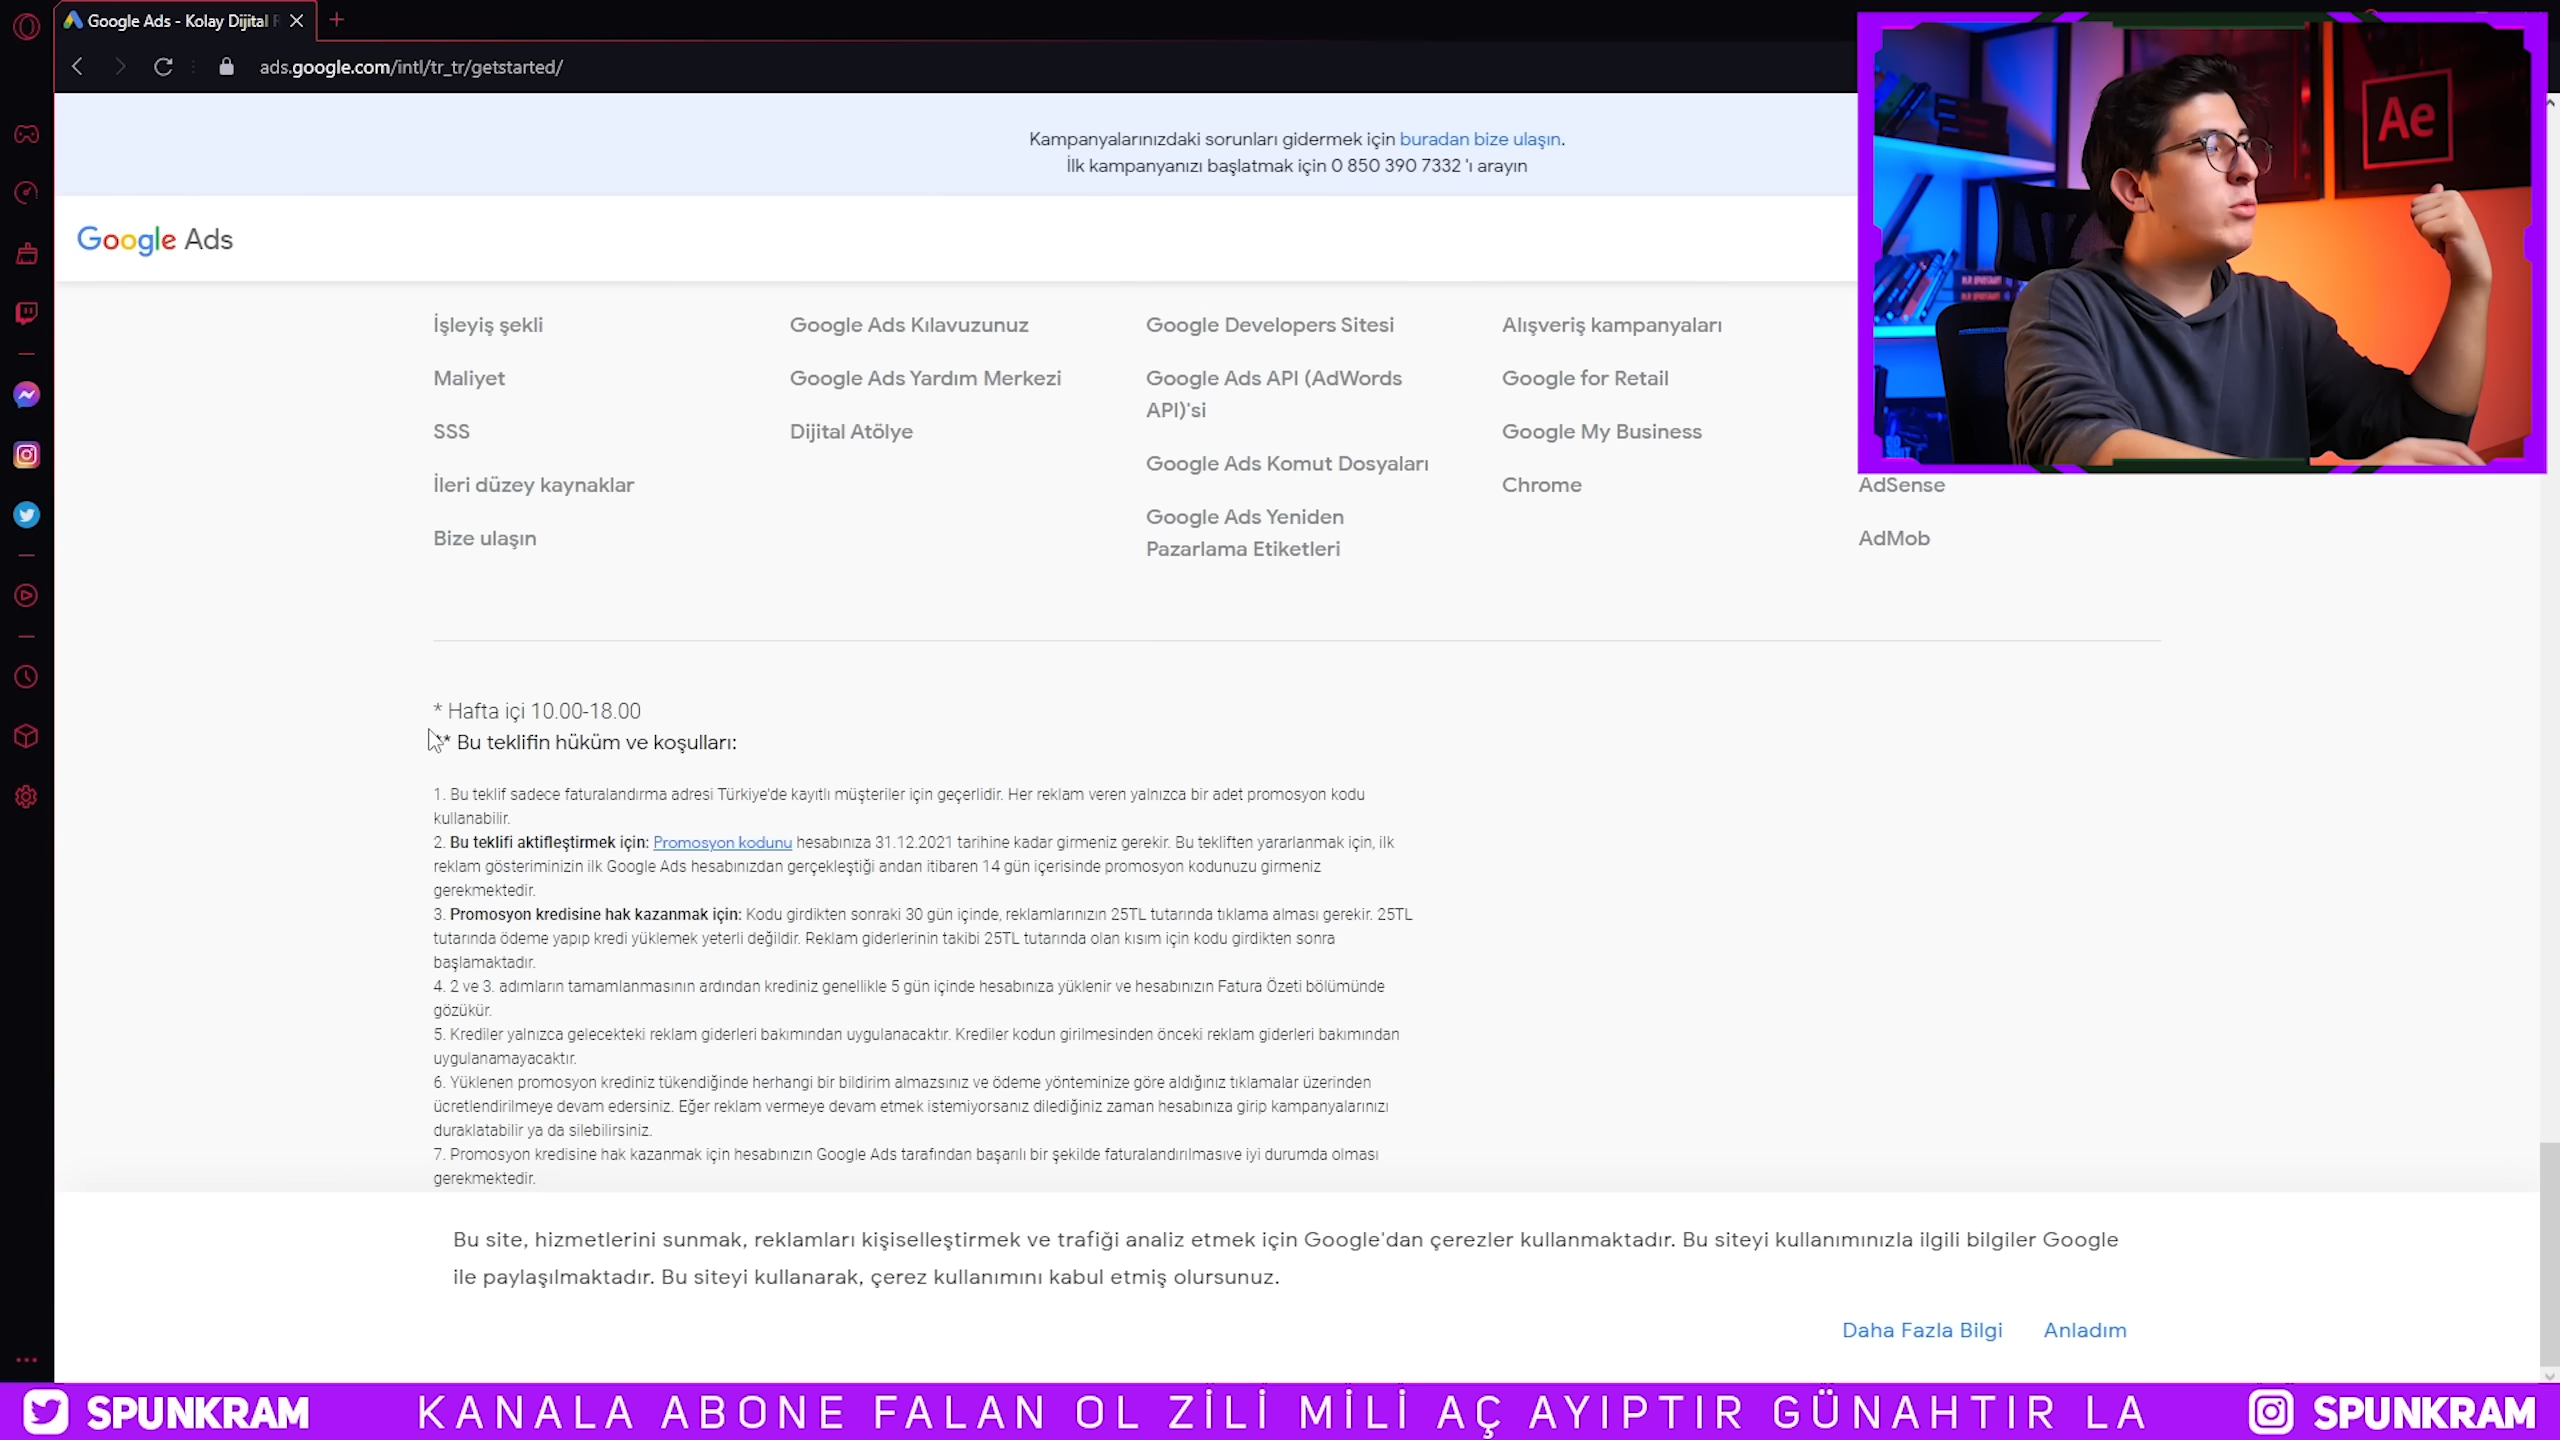 Google Ads - Kolay Dijital
ads.google.com/intl/tr_tr/getstarted/
Kampanyalarınızdaki sorunları gidermek için buradan bize ulaşın.
İlk kampanyanızı başlatmak için 0 850 390 7332 'ı arayın
Google Ads
Ae
İşleyiş şekli
Maliyet
SSS
İleri düzey kaynaklar
Bize ulaşın
Google Ads Kılavuzunuz
Google Ads Yardım Merkezi
Dijital Atölye
Google Developers Sitesi
Google Ads API (AdWords
API)'si
Google Ads Komut Dosyaları
Google Ads Yeniden
Pazarlama Etiketleri
Alışveriş kampanyaları
Google for Retail
Google My Business
Chrome
AdSense
AdMob
* Hafta içi 10.00-18.00
** Bu teklifin hüküm ve koşulları:
1. Bu teklif sadece faturalandırma adresi Türkiye'de kayıtlı müşteriler için geçerlidir. Her reklam veren yalnızca bir adet promosyon kodu
kullanabilir.
2. Bu teklifi aktifleştirmek için: Promosyon kodunu hesabınıza 31.12.2021 tarihine kadar girmeniz gerekir. Bu tekliften yararlanmak için, ilk
reklam gösteriminizin ilk Google Ads hesabınızdan gerçekleştiği andan itibaren 14 gün içerisinde promosyon kodunuzu girmeniz
gerekmektedir.
3. Promosyon kredisine hak kazanmak için: Kodu girdikten sonraki 30 gün içinde, reklamlarınızın 25TL tutarında tıklama alması gerekir. 25TL
tutarında ödeme yapıp kredi yüklemek yeterli değildir. Reklam giderlerinin takibi 25TL tutarında olan kısım için kodu girdikten sonra
başlamaktadır.
4. 2 ve 3. adımların tamamlanmasının ardından krediniz genellikle 5 gün içinde hesabınıza yüklenir ve hesabınızın Fatura Özeti bölümünde
gözükür.
5. Krediler yalnızca gelecekteki reklam giderleri bakımından uygulanacaktır. Krediler kodun girilmesinden önceki reklam giderleri bakımından
uygulanamayacaktır.
6. Yüklenen promosyon krediniz tükendiğinde herhangi bir bildirim almazsınız ve ödeme yönteminize göre aldığınız tıklamalar üzerinden
ücretlendirilmeye devam edersiniz. Eğer reklam vermeye devam etmek istemiyorsanız dilediğiniz zaman hesabınıza girip kampanyalarınızı
duraklatabilir ya da silebilirsiniz.
7. Promosyon kredisine hak kazanmak için hesabınızın Google Ads tarafından başarılı bir şekilde faturalandırılmasıve iyi durumda olması
gerekmektedir.
Bu site, hizmetlerini sunmak, reklamları kişiselleştirmek ve trafiği analiz etmek için Google'dan çerezler kullanmaktadır. Bu siteyi kullanımınızla ilgili bilgiler Google
ile paylaşılmaktadır. Bu siteyi kullanarak, çerez kullanımını kabul etmiş olursunuz.
Daha Fazla Bilgi Anladım
SPUNKRAM KANALA ABONE FALAN OL ZİLİ MİLİ AÇ AYIPTIR GÜNAHTIR LA SPUNKRAM